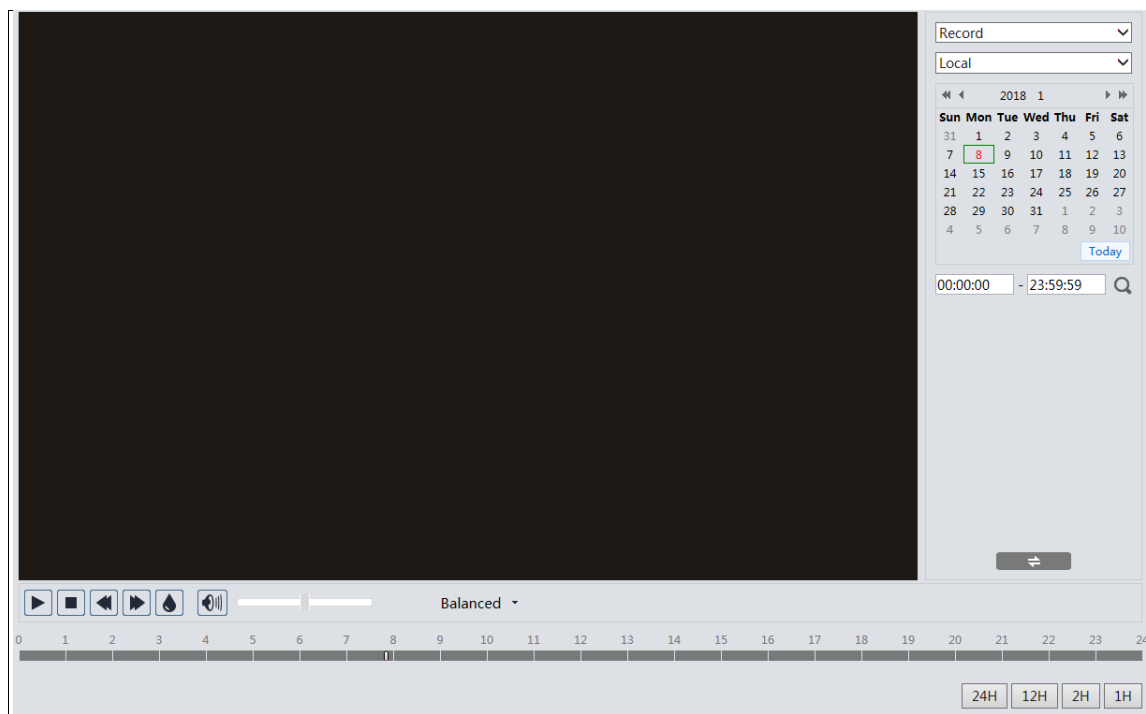 Record
Local
2018 1
Sun Mon Tue Wed Thu Fri Sat
31 1 2 3 4 5 6
7 8 9 10 11 12 13
14 15 16 17 18 19 20
21 22 23 24 25 26 27
28 29 30 31 1 2 3
4 5 6 7 8 9 10
Today
00:00:00 - 23:59:59
Balanced
0 1 2 3 4 5 6 7 8 9 10 11 12 13 14 15 16 17 18 19 20 21 22 23 24
24H 12H 2H 1H